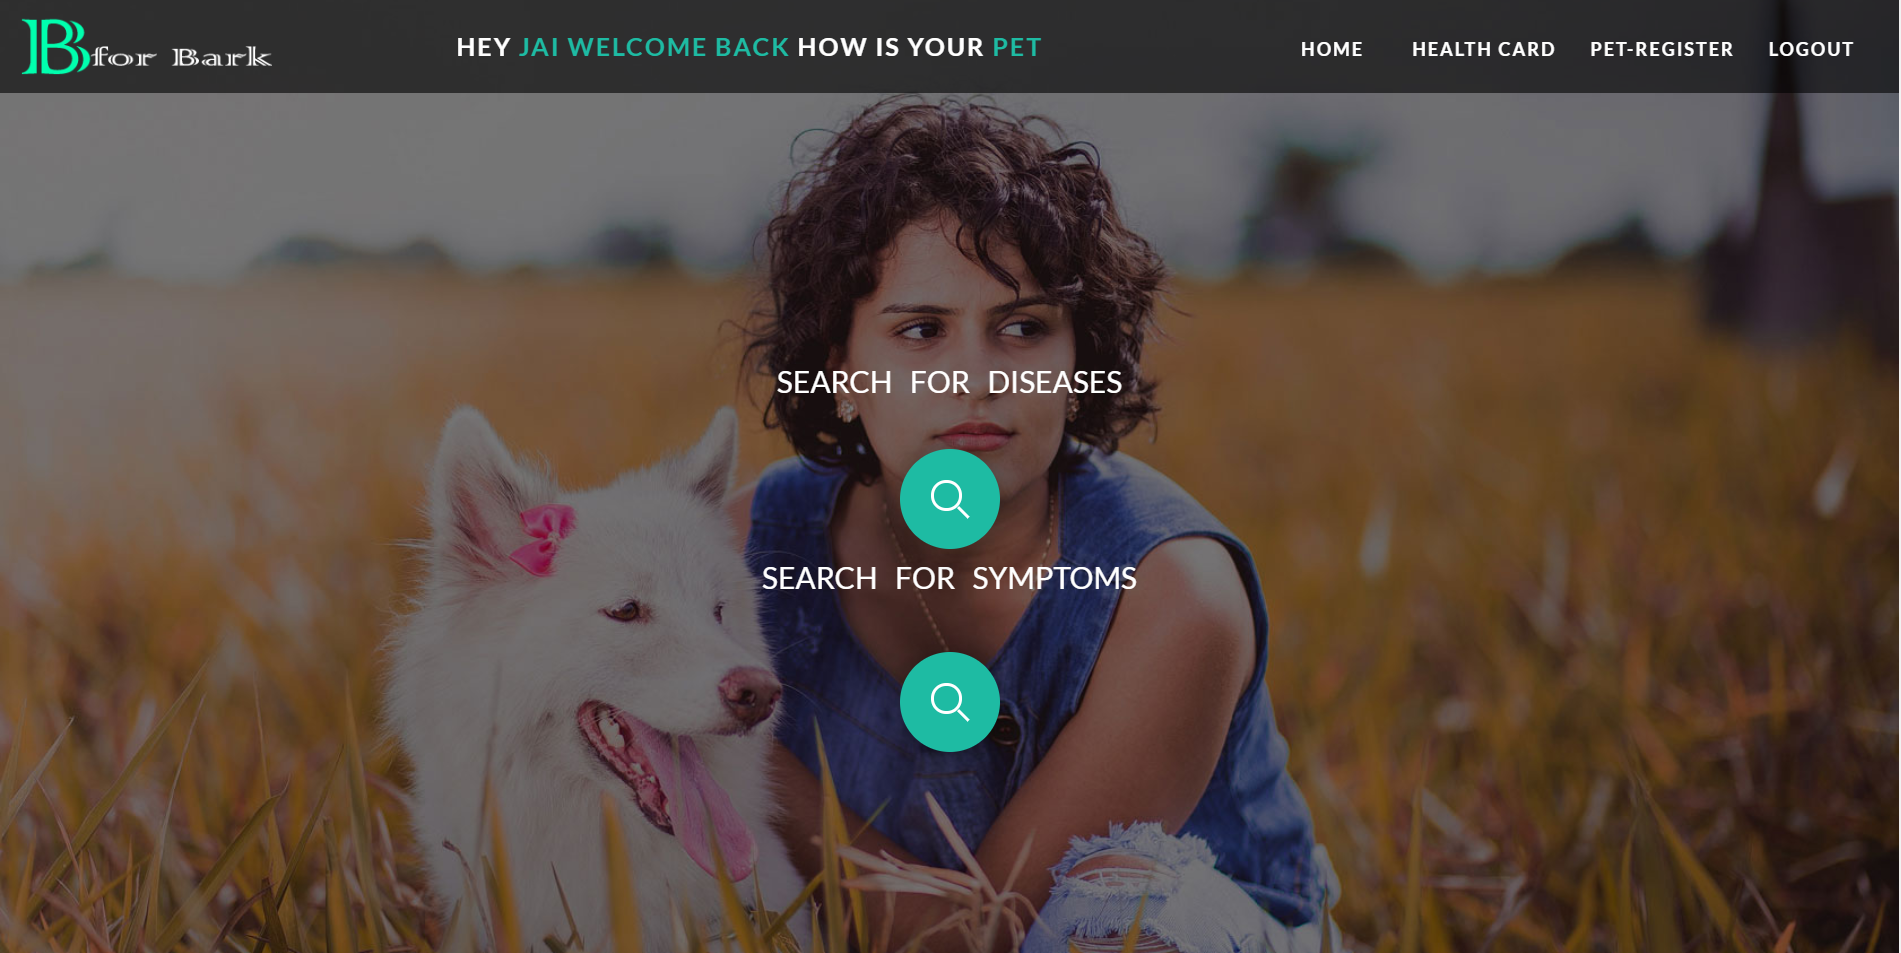 B for Bark
HEY JAI WELCOME BACK HOW IS YOUR PET
HOME HEALTH CARD PET-REGISTER LOGOUT
SEARCH FOR DISEASES
SEARCH FOR SYMPTOMS